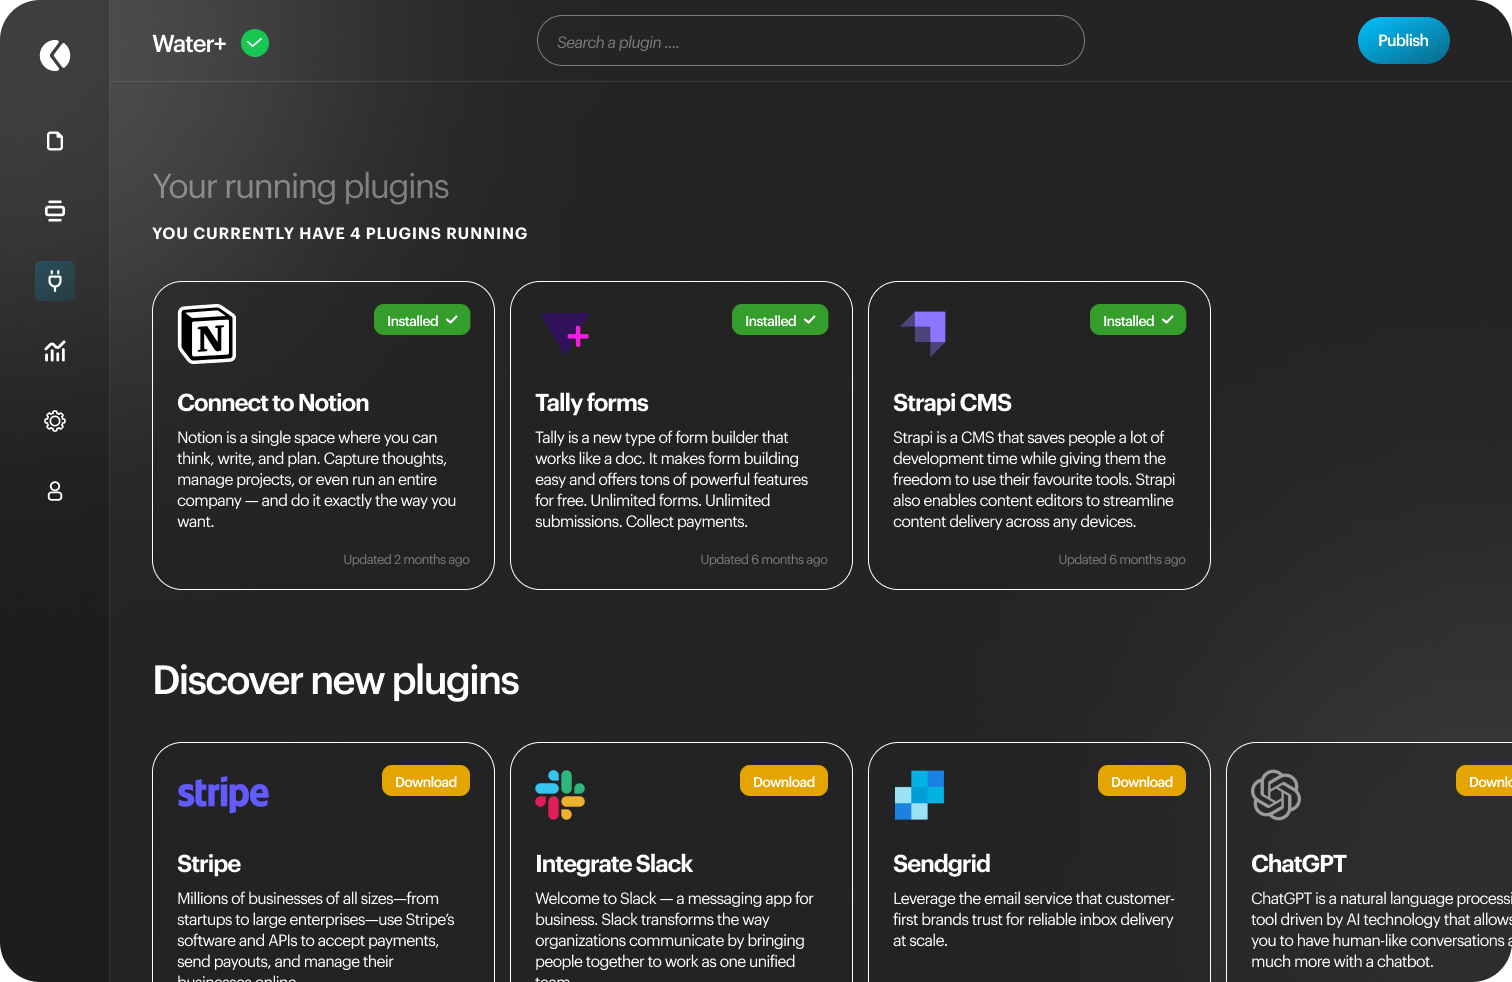 Water+
Search a plugin ....
Publish
Your running plugins
YOU CURRENTLY HAVE 4 PLUGINS RUNNING
N
Installed
Connect to Notion
Notion is a single space where you can
think, write, and plan. Capture thoughts,
manage projects, or even run an entire
company — and do it exactly the way you
want.
Updated 2 months ago
Installed
Tally forms
Tally is a new type of form builder that
works like a doc. It makes form building
easy and offers tons of powerful features
for free. Unlimited forms. Unlimited
submissions. Collect payments.
Updated 6 months ago
Installed
Strapi CMS
Strapi is a CMS that saves people a lot of
development time while giving them the
freedom to use their favourite tools. Strapi
also enables content editors to streamline
content delivery across any devices.
Updated 6 months ago
Discover new plugins
stripe
Download
Stripe
Millions of businesses of all sizes—from
startups to large enterprises—use Stripe's
software and APIs to accept payments,
send payouts, and manage their
businesses online.
Download
Integrate Slack
Welcome to Slack — a messaging app for
business. Slack transforms the way
organizations communicate by bringing
people together to work as one unified
team.
Download
Sendgrid
Leverage the email service that customer-
first brands trust for reliable inbox delivery
at scale.
Downlo
ChatGPT
ChatGPT is a natural language processi
tool driven by AI technology that allows
you to have human-like conversations a
much more with a chatbot.